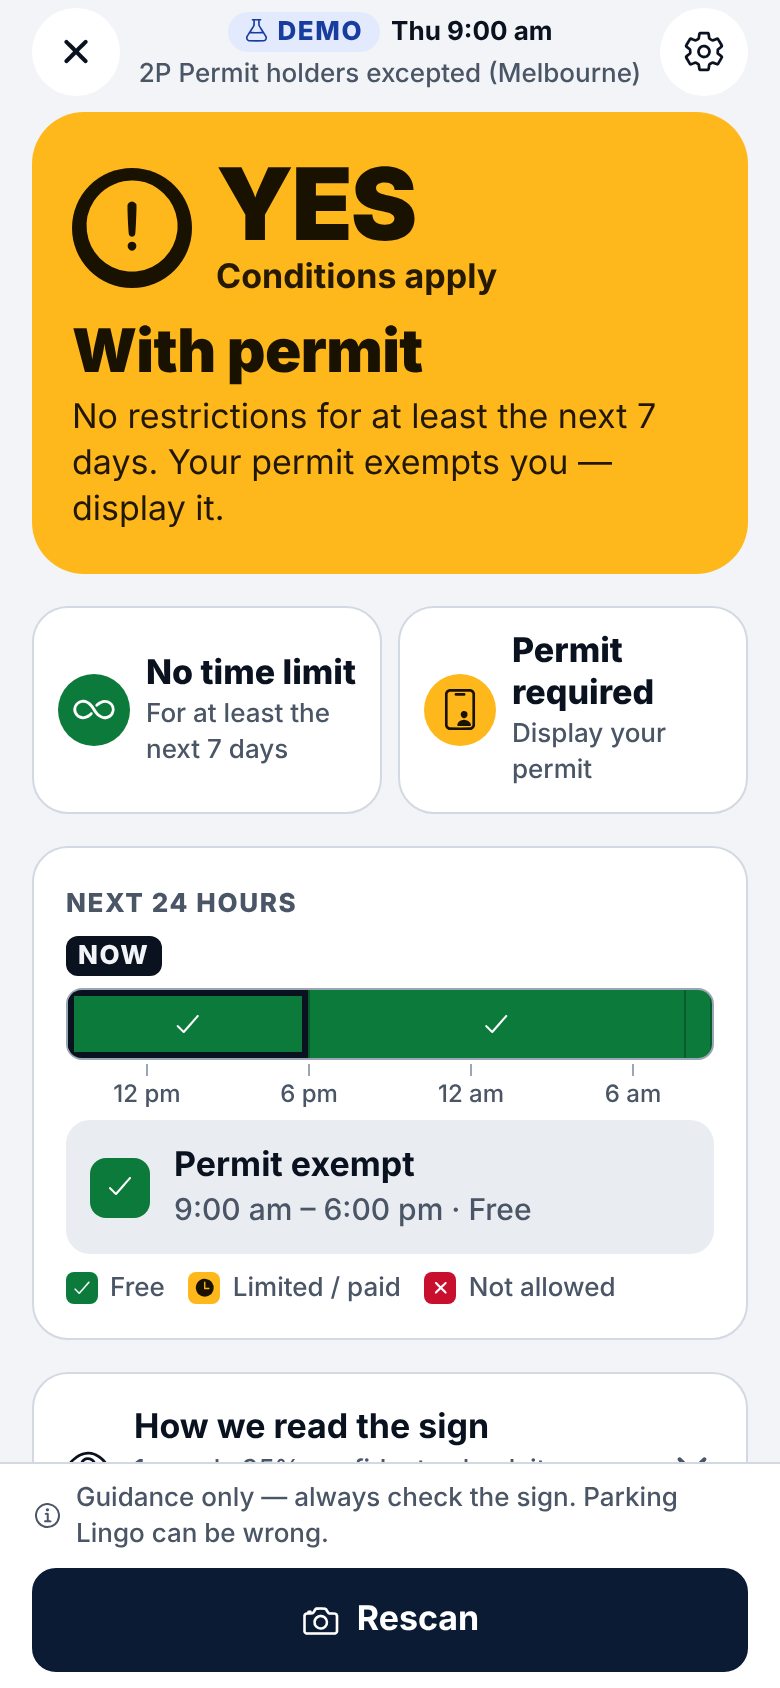 DEMO Thu 9:00 am
2P Permit holders excepted (Melbourne)
YES
Conditions apply
With permit
No restrictions for at least the next 7
days. Your permit exempts you —
display it.
No time limit
For at least the
next 7 days
Permit
required
Display your
permit
NEXT 24 HOURS
NOW
12 pm 6 pm 12 am 6 am
Permit exempt
9:00 am – 6:00 pm · Free
Free Limited / paid Not allowed
How we read the sign
Guidance only — always check the sign. Parking
Lingo can be wrong.
Rescan